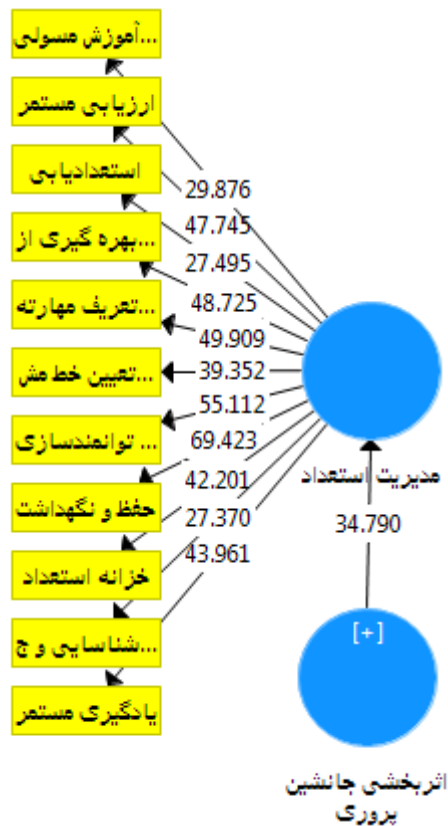 آموزش مسولی...
ارزیابی مستمر
استعدادیابی
بهره گیری از...
تعریف مهارته...
تعیین خط مش...
توانمندسازی ...
حفظ و نگهداشت
خزانه استعداد
شناسایی و ج...
یادگیری مستمر
29.876
47.745
27.495
48.725
49.909
39.352
55.112
69.423
42.201
27.370
43.961
مدیریت استعداد
34.790
[+]
اثربخشی جانشین
پروری